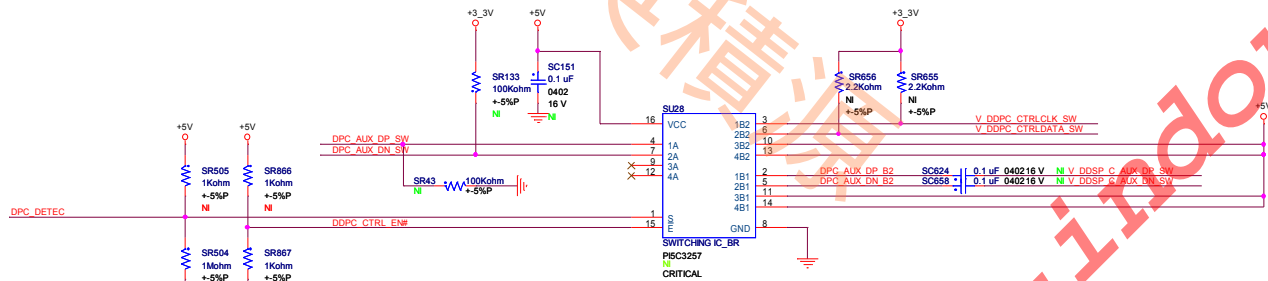 +3_3V
+5V
SR133
100Kohm
+-5%P
NI
SC151
0.1 uF
0402
16 V
NI
+3_3V
SR656
2.2Kohm
NI
+-5%P
SR655
2.2Kohm
NI
+-5%P
+5V
+5V
+5V
SR505
1Kohm
+-5%P
NI
SR866
1Kohm
+-5%P
NI
DPC_AUX_DP_SW
DPC_AUX_DN_SW
SR43
NI
100Kohm
+-5%P
DPC_DETEC
DDPC_CTRL_EN#
SR504
1Mohm
+-5%P
SR867
1Kohm
+-5%P
SU28
16 VCC
4 1A
7 2A
9 3A
12 4A
1 S
15 E
1B2 3
2B2 6
3B2 10
4B2 13
1B1 2
2B1 5
3B1 11
4B1 14
GND 8
SWITCHING IC_BR
PI5C3257
NI
CRITICAL
V_DDPC_CTRLCLK_SW
V_DDPC_CTRLDATA_SW
DPC_AUX_DP_B2
DPC_AUX_DN_B2
SC624 0.1 uF 040216 V NI V_DDSP_C_AUX_DP_SW
SC658 0.1 uF 040216 V NI V_DDSP_C_AUX_DN_SW
積源
.indo